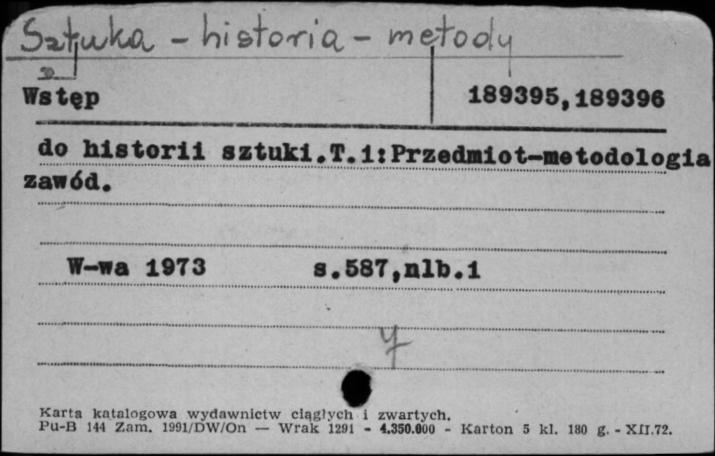 Sztuka - historia - metody
Wstęp 189395,189396
do historii sztuki.T.1:Przedmiot-metodologia
zawód.
W-wa 1973 s.587,nlb.1
Karta katalogowa wydawnictw ciągłych i zwartych.
Pu-B 144 Zam. 1991/DW/On — Wrak 1291 - 4.350.000 - Karton 5 kl. 180 g. - XII.72.